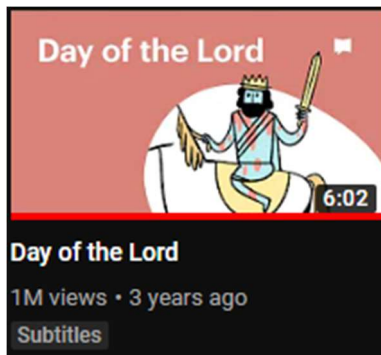 Day of the Lord
6:02
Day of the Lord
1M views • 3 years ago
Subtitles